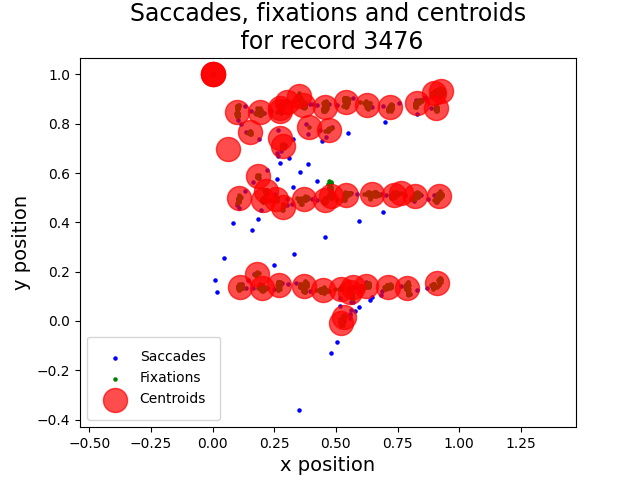 Saccades, fixations and centroids
for record 3476
1.0
0.8
0.6
0.4
0.2
0.0
−0.2
−0.4
y position
Saccades
Fixations
Centroids
−0.50
−0.25
0.00
0.25
0.50
0.75
1.00
1.25
x position